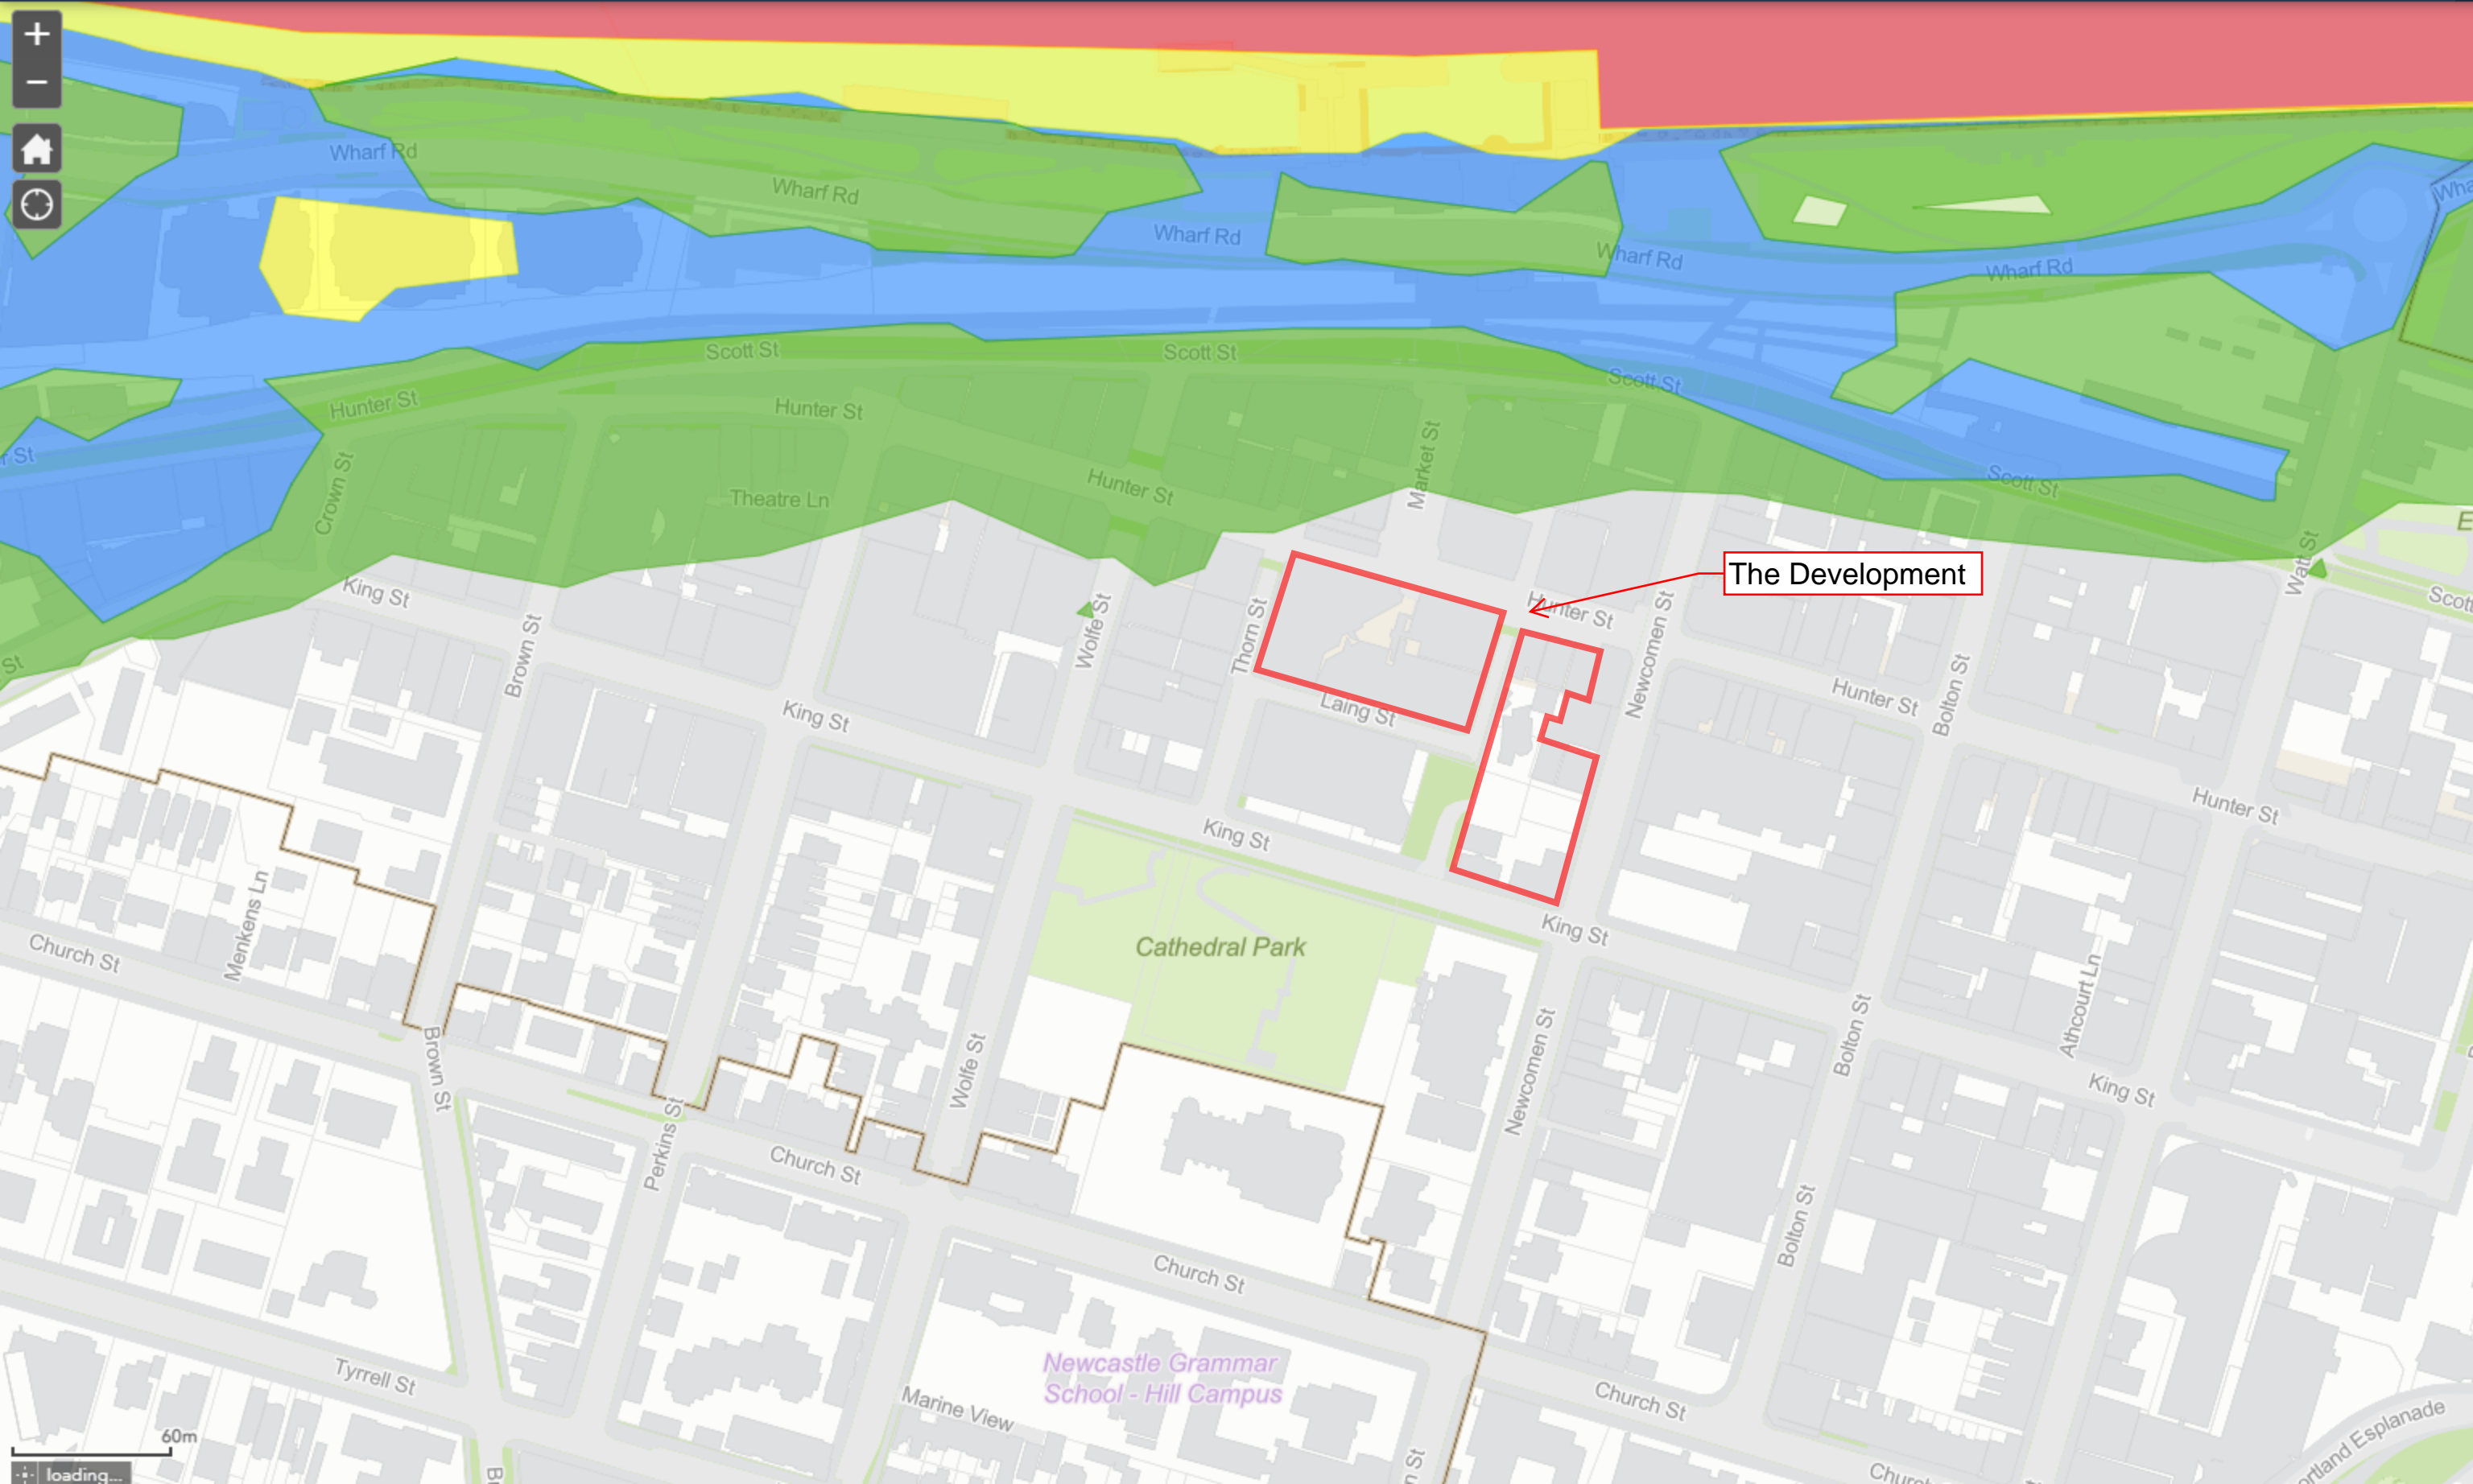 +
−
Wharf Rd
Wharf Rd
Wharf Rd
Wharf Rd
Wharf Rd
Scott St
Scott St
Scott St
Hunter St
Hunter St
Market St
Hunter St
Crown St
Theatre Ln
Scott St
Watt St
The Development
King St
Brown St
Wolfe St
Thorn St
Hunter St
Newcomen St
Scott
Laing St
Hunter St
Bolton St
King St
King St
Hunter St
Menkens Ln
Church St
Cathedral Park
King St
Athcourt Ln
Brown St
Wolfe St
Newcomen St
Bolton St
King St
Perkins St
Church St
Church St
Bolton St
Tyrrell St
Newcastle Grammar
School - Hill Campus
Marine View
Church St
60m
loading...